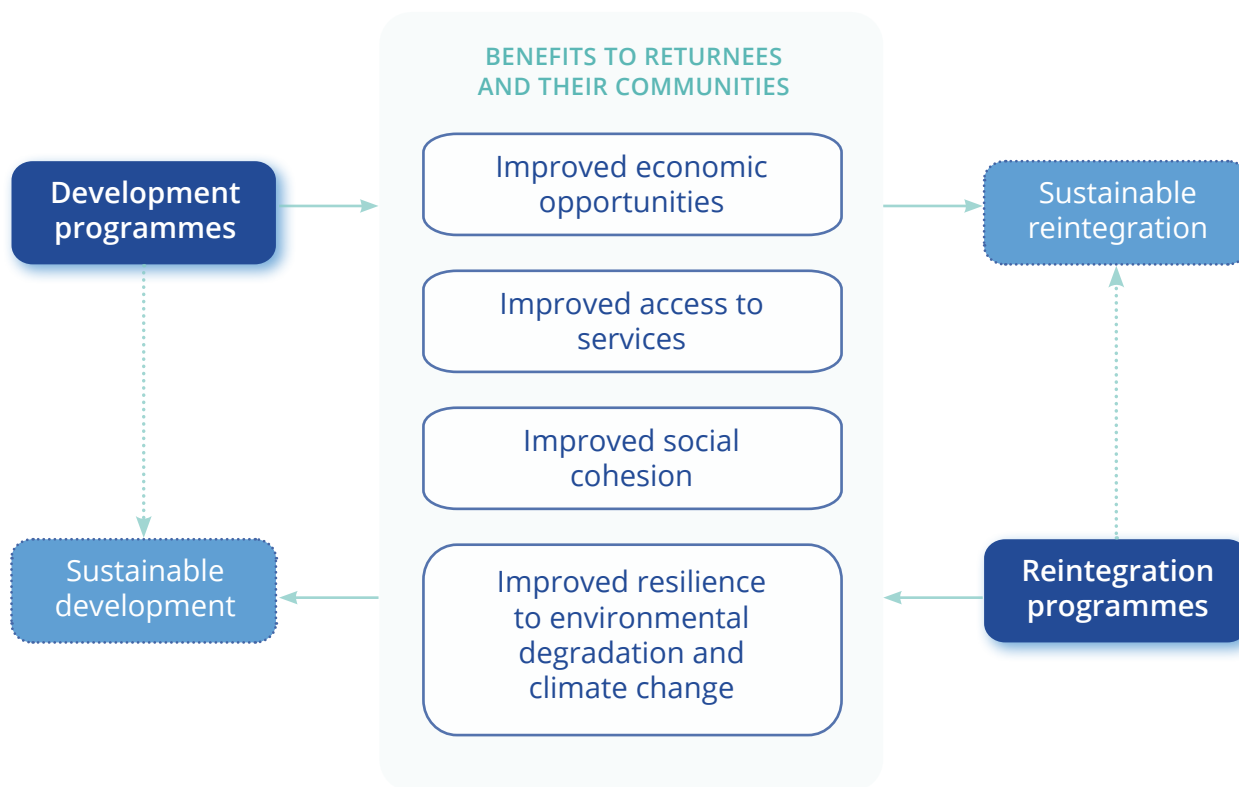 BENEFITS TO RETURNEES
AND THEIR COMMUNITIES
Development
programmes
Improved economic
opportunities
Sustainable
reintegration
Improved access to
services
Improved social
cohesion
Sustainable
development
Improved resilience
to environmental
degradation and
climate change
Reintegration
programmes